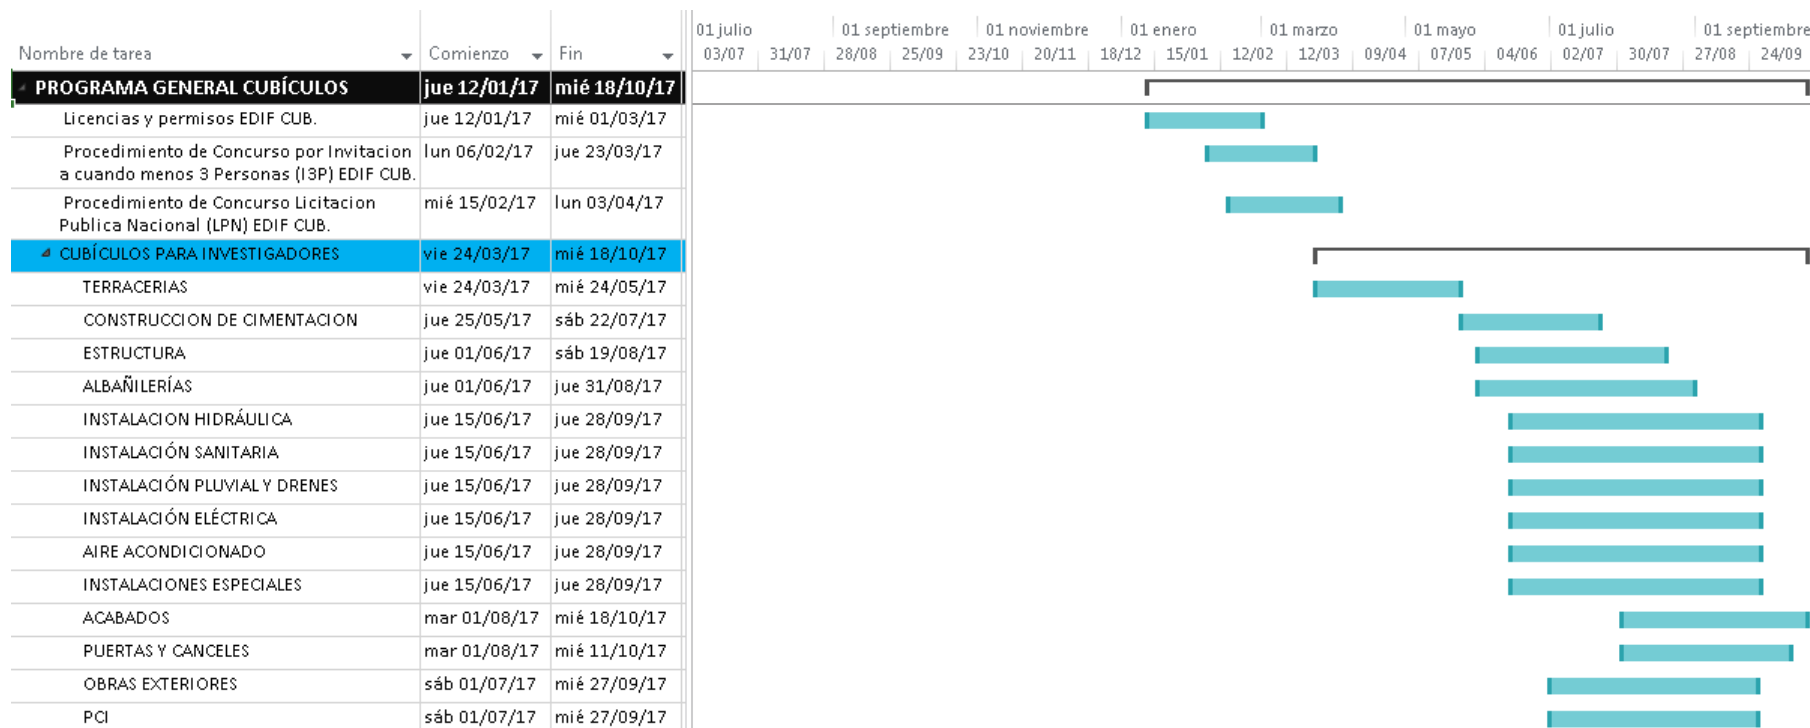 01 julio 01 septiembre 01 noviembre 01 enero 01 marzo 01 mayo 01 julio 01 septiembre
Nombre de tarea Comienzo Fin 03/07 31/07 28/08 25/09 23/10 20/11 18/12 15/01 12/02 12/03 09/04 07/05 04/06 02/07 30/07 27/08 24/09
PROGRAMA GENERAL CUBÍCULOS jue 12/01/17 mié 18/10/17
Licencias y permisos EDIF CUB. jue 12/01/17 mié 01/03/17
Procedimiento de Concurso por Invitacion lun 06/02/17 jue 23/03/17
a cuando menos 3 Personas (I3P) EDIF CUB.
Procedimiento de Concurso Licitacion mié 15/02/17 lun 03/04/17
Publica Nacional (LPN) EDIF CUB.
CUBÍCULOS PARA INVESTIGADORES vie 24/03/17 mié 18/10/17
TERRACERIAS vie 24/03/17 mié 24/05/17
CONSTRUCCION DE CIMENTACION jue 25/05/17 sáb 22/07/17
ESTRUCTURA jue 01/06/17 sáb 19/08/17
ALBAÑILERÍAS jue 01/06/17 jue 31/08/17
INSTALACION HIDRÁULICA jue 15/06/17 jue 28/09/17
INSTALACIÓN SANITARIA jue 15/06/17 jue 28/09/17
INSTALACIÓN PLUVIAL Y DRENES jue 15/06/17 jue 28/09/17
INSTALACIÓN ELÉCTRICA jue 15/06/17 jue 28/09/17
AIRE ACONDICIONADO jue 15/06/17 jue 28/09/17
INSTALACIONES ESPECIALES jue 15/06/17 jue 28/09/17
ACABADOS mar 01/08/17 mié 18/10/17
PUERTAS Y CANCELES mar 01/08/17 mié 11/10/17
OBRAS EXTERIORES sáb 01/07/17 mié 27/09/17
PCI sáb 01/07/17 mié 27/09/17